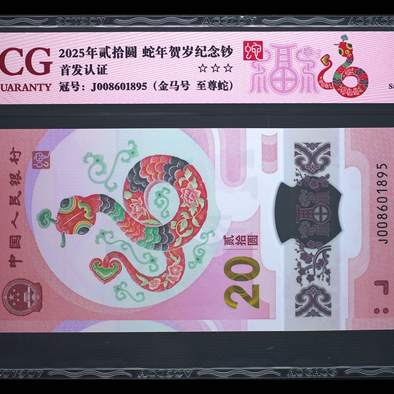 CG
UARANTY
2025年贰拾圆 蛇年贺岁纪念钞
首发认证 ☆☆☆
冠号：J008601895（金马号 至尊蛇）
中国人民银行
贰拾圆
20
J008601895